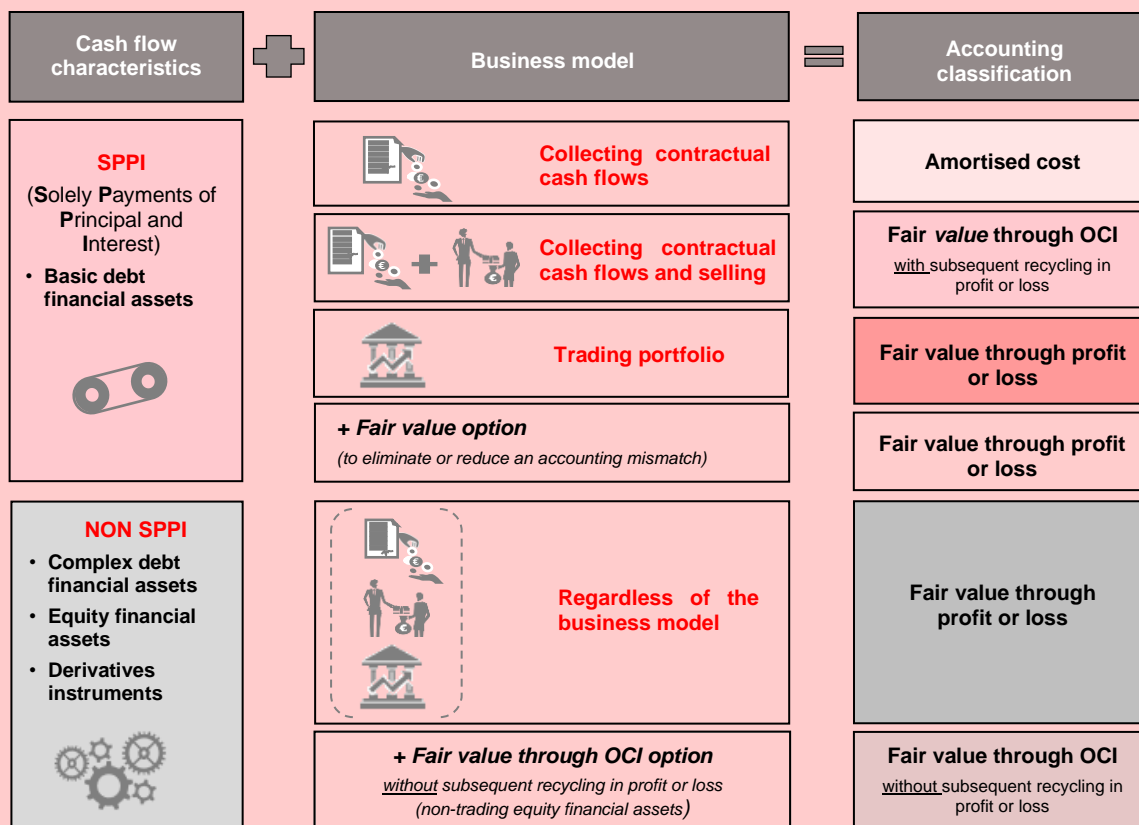 Cash flow
characteristics
Business model
Accounting
classification
SPPI
(Solely Payments of
Principal and
Interest)
• Basic debt
financial assets
Collecting contractual
cash flows
Amortised cost
Collecting contractual
cash flows and selling
Fair value through OCI
with subsequent recycling in
profit or loss
Trading portfolio
Fair value through profit
or loss
+ Fair value option
(to eliminate or reduce an accounting mismatch)
Fair value through profit
or loss
NON SPPI
• Complex debt
financial assets
• Equity financial
assets
• Derivatives
instruments
Regardless of the
business model
Fair value through
profit or loss
+ Fair value through OCI option
without subsequent recycling in profit or loss
(non-trading equity financial assets)
Fair value through OCI
without subsequent recycling in
profit or loss